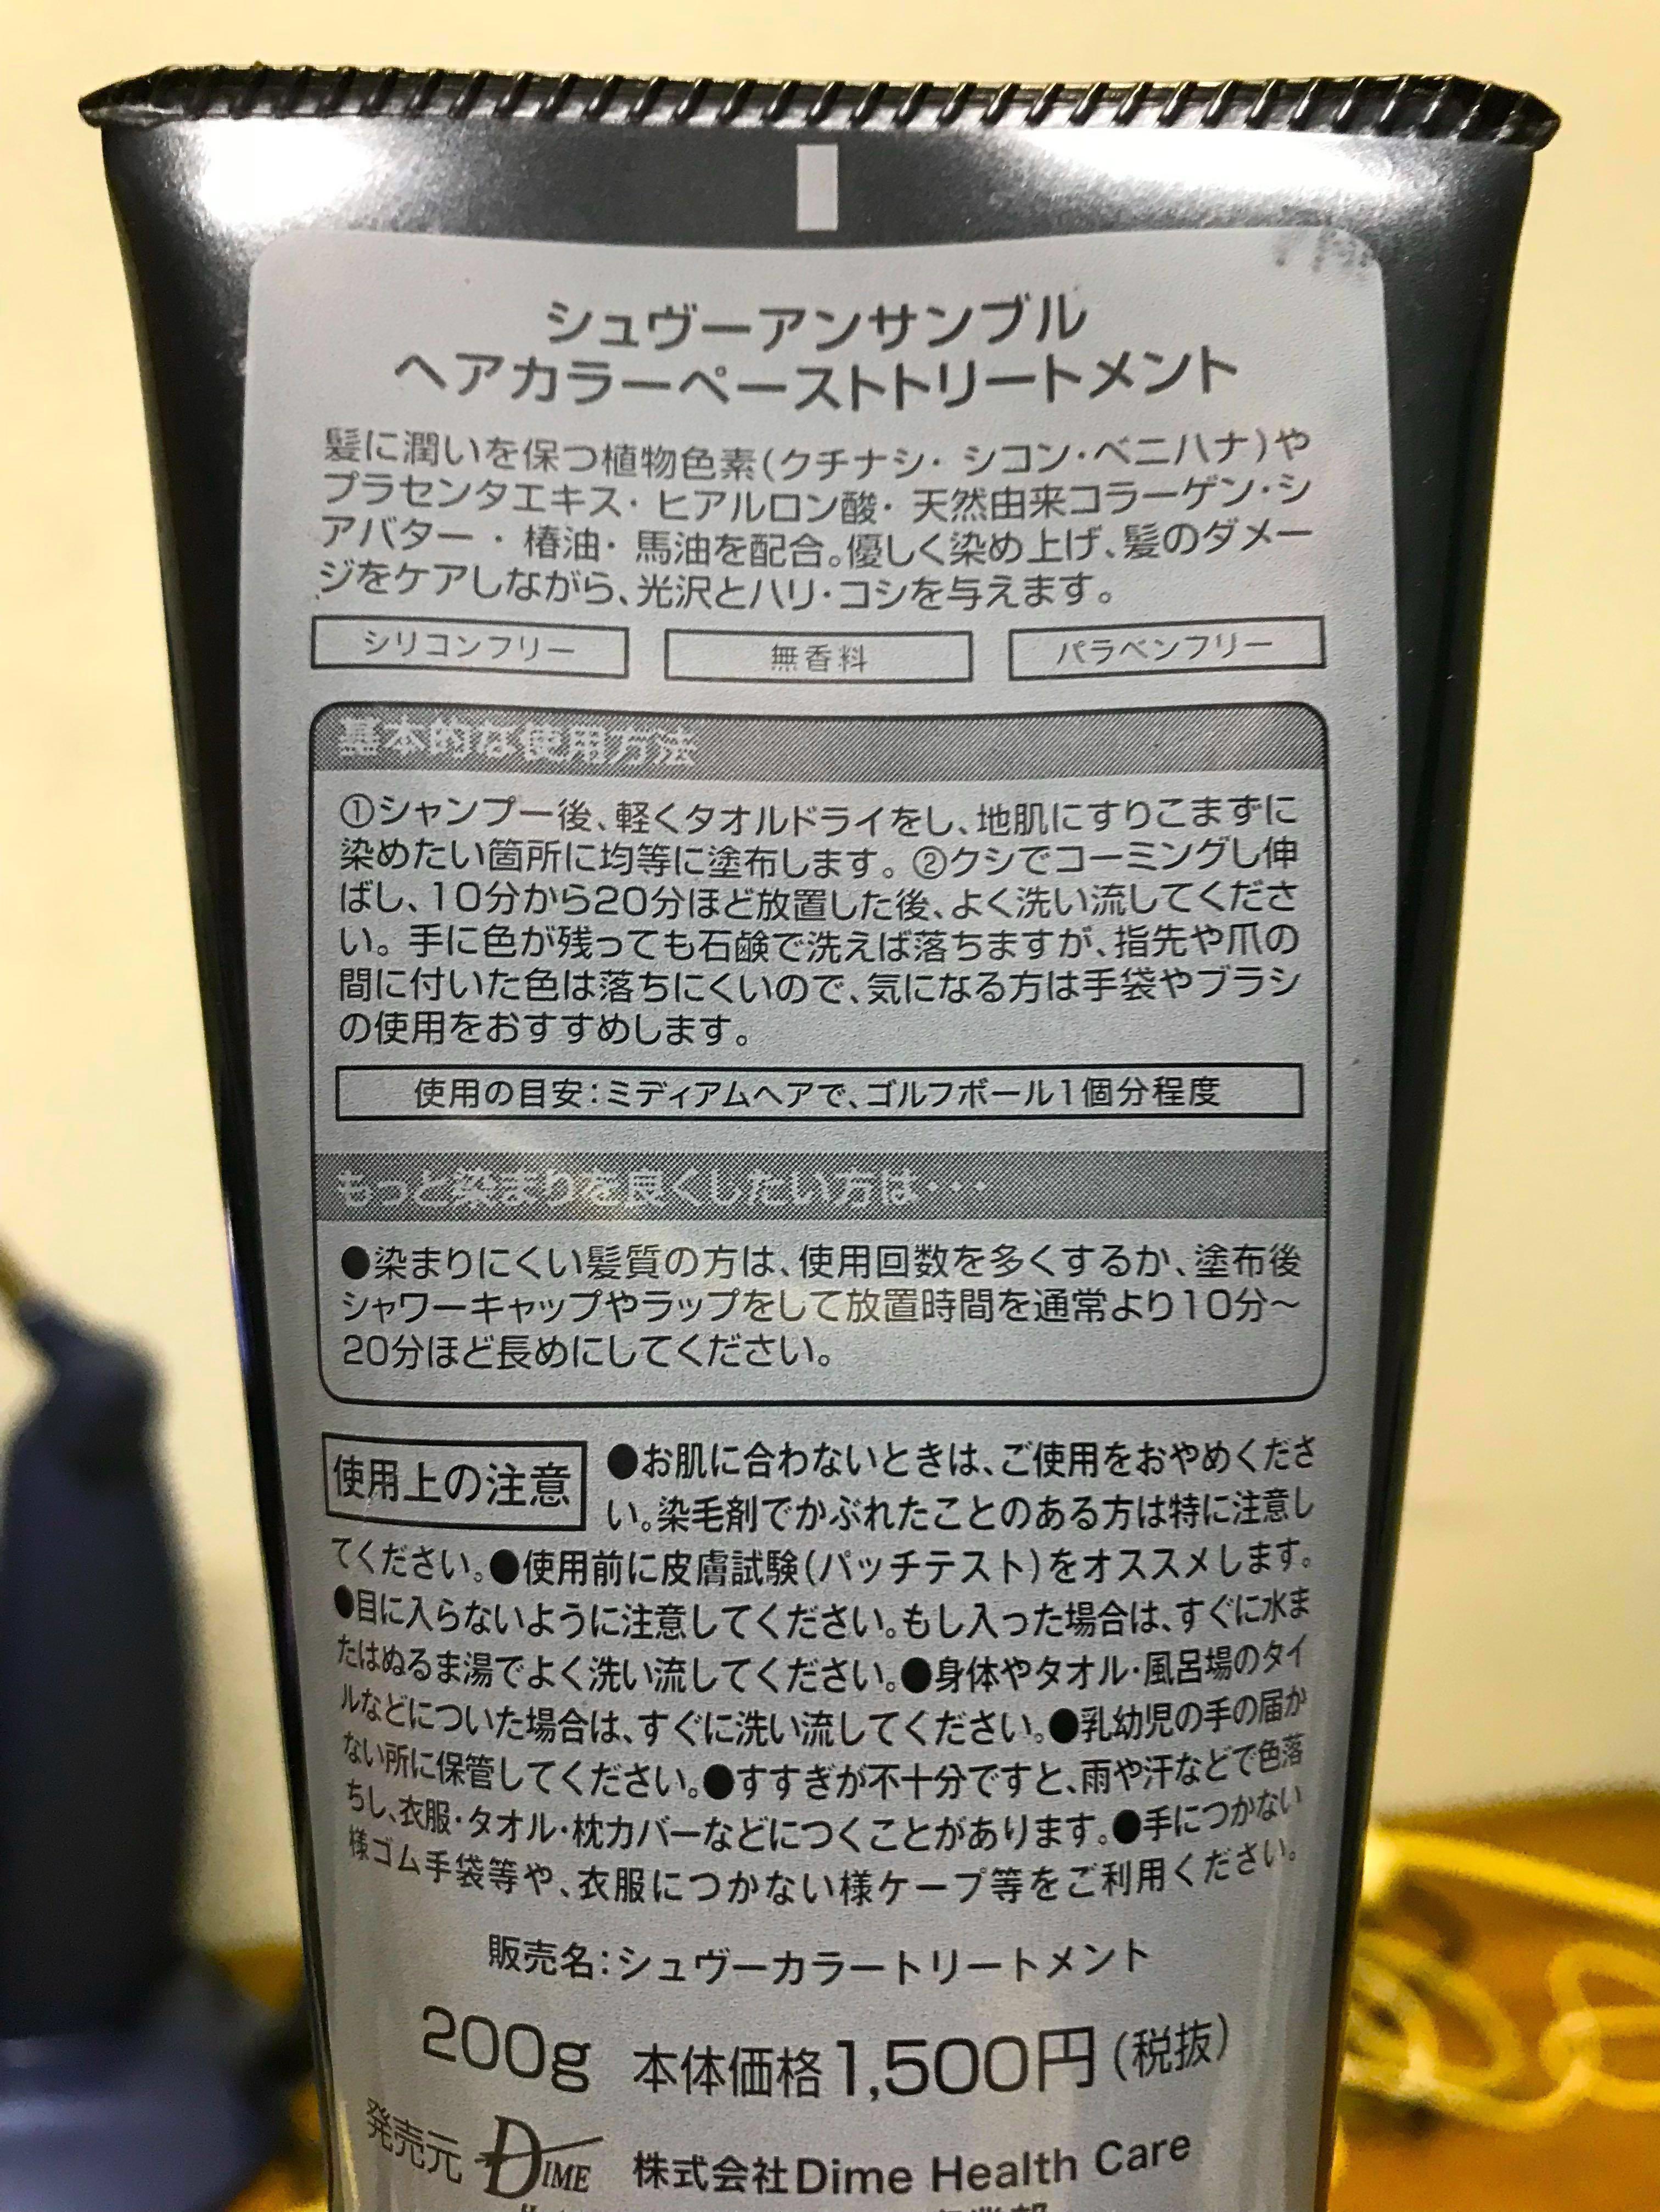 シュヴーアンサンブル
ヘアカラーペーストトリートメント
髪に潤いを保つ植物色素(クチナシ・シコン・ベニハナ)や
プラセンタエキス・ヒアルロン酸・天然由来コラーゲン・シ
アバター・椿油・馬油を配合。優しく染め上げ、髪のダメー
ジをケアしながら、光沢とハリ・コシを与えます。
シリコンフリー 無香料 パラベンフリー
基本的な使用方法
①シャンプー後、軽くタオルドライをし、地肌にすりこまずに
染めたい箇所に均等に塗布します。②クシでコーミングし伸
ばし、10分から20分ほど放置した後、よく洗い流してくださ
い。手に色が残っても石鹸で洗えば落ちますが、指先や爪の
間に付いた色は落ちにくいので、気になる方は手袋やブラシ
の使用をおすすめします。
使用の目安:ミディアムヘアで、ゴルフボール1個分程度
もっと染まりを良くしたい方は・・・
●染まりにくい髪質の方は、使用回数を多くするか、塗布後
シャワーキャップやラップをして放置時間を通常より10分〜
20分ほど長めにしてください。
使用上の注意 ●お肌に合わないときは、ご使用をおやめくださ
い。染毛剤でかぶれたことのある方は特に注意し
てください。●使用前に皮膚試験(パッチテスト)をオススメします。
●目に入らないように注意してください。もし入った場合は、すぐに水ま
たはぬるま湯でよく洗い流してください。●身体やタオル・風呂場のタイ
ルなどについた場合は、すぐに洗い流してください。●乳幼児の手の届か
ない所に保管してください。●すすぎが不十分ですと、雨や汗などで色落
ちし、衣服・タオル・枕カバーなどにつくことがあります。●手につかない
様ゴム手袋等や、衣服につかない様ケープ等をご利用ください。
販売名:シュヴーカラートリートメント
200g 本体価格1,500円(税抜)
発売元 DIME 株式会社Dime Health Care